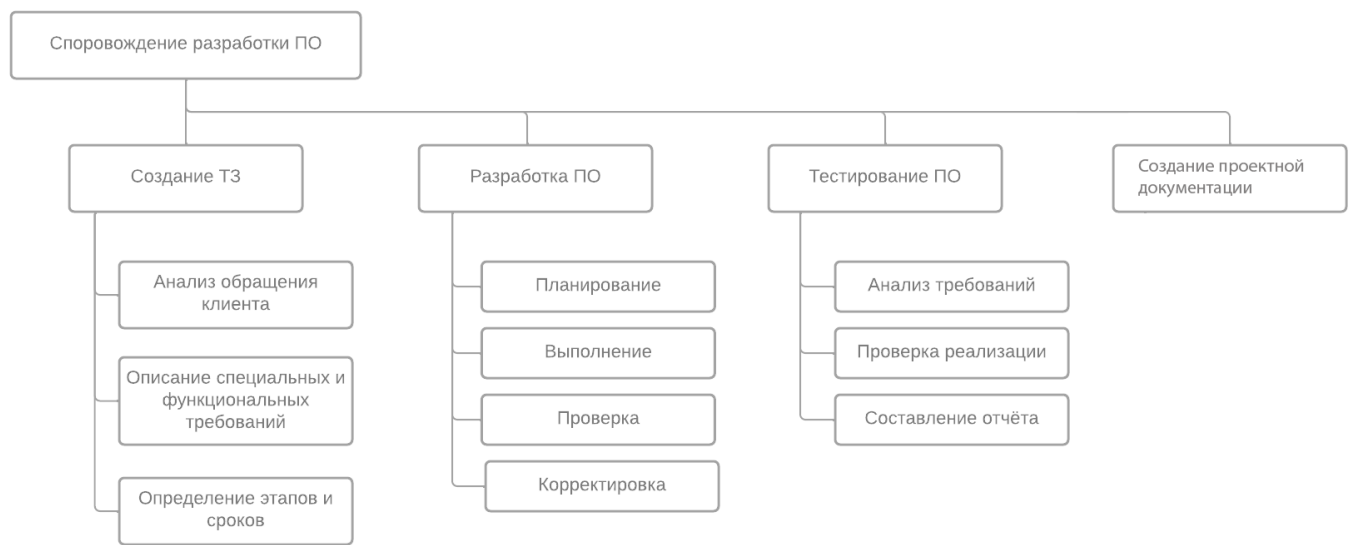 Споровождение разработки ПО
Создание ТЗ
Разработка ПО
Тестирование ПО
Создание проектной
документации
Анализ обращения
клиента
Описание специальных и
функциональных
требований
Определение этапов и
сроков
Планирование
Выполнение
Проверка
Корректировка
Анализ требований
Проверка реализации
Составление отчёта